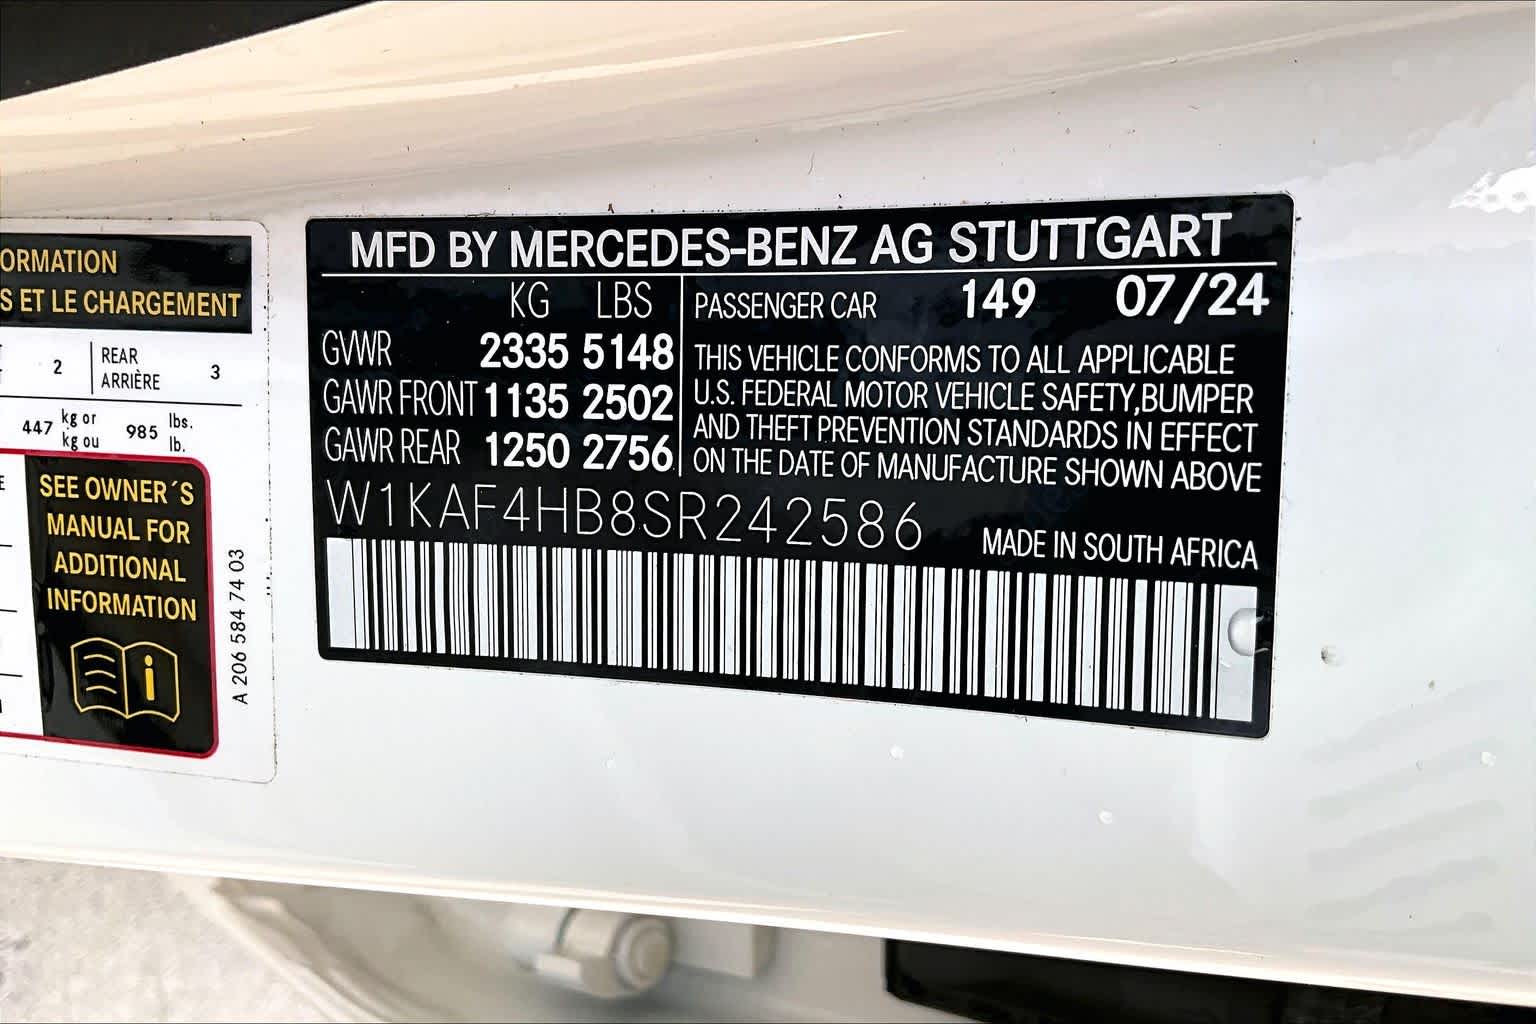 ORMATION
S ET LE CHARGEMENT
2 REAR ARRIÈRE 3
447 kg or kg ou 985 lbs. lb.
SEE OWNER´S
MANUAL FOR
ADDITIONAL
INFORMATION
A 206 584 74 03
MFD BY MERCEDES-BENZ AG STUTTGART
KG LBS
GVWR 2335 5148
GAWR FRONT 1135 2502
GAWR REAR 1250 2756
PASSENGER CAR 149 07/24
THIS VEHICLE CONFORMS TO ALL APPLICABLE
U.S. FEDERAL MOTOR VEHICLE SAFETY,BUMPER
AND THEFT PREVENTION STANDARDS IN EFFECT
ON THE DATE OF MANUFACTURE SHOWN ABOVE
W1KAF4HB8SR242586
MADE IN SOUTH AFRICA